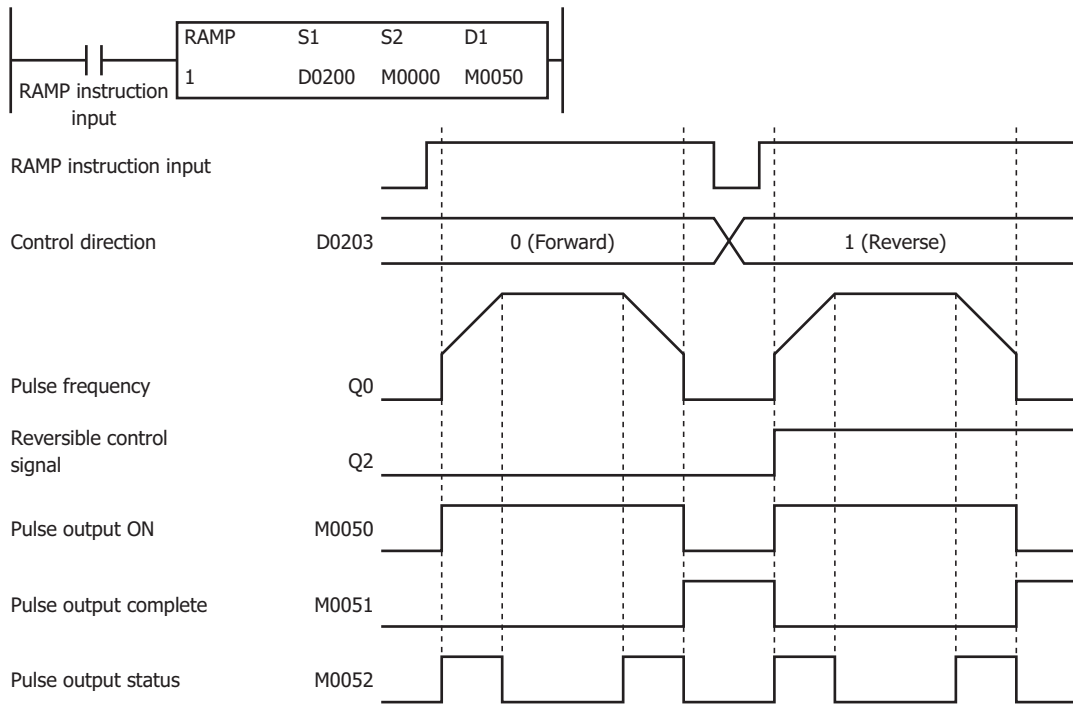 RAMP S1 S2 D1
1 D0200 M0000 M0050
RAMP instruction
input
RAMP instruction input
Control direction D0203 0 (Forward) 1 (Reverse)
Pulse frequency Q0
Reversible control
signal Q2
Pulse output ON M0050
Pulse output complete M0051
Pulse output status M0052